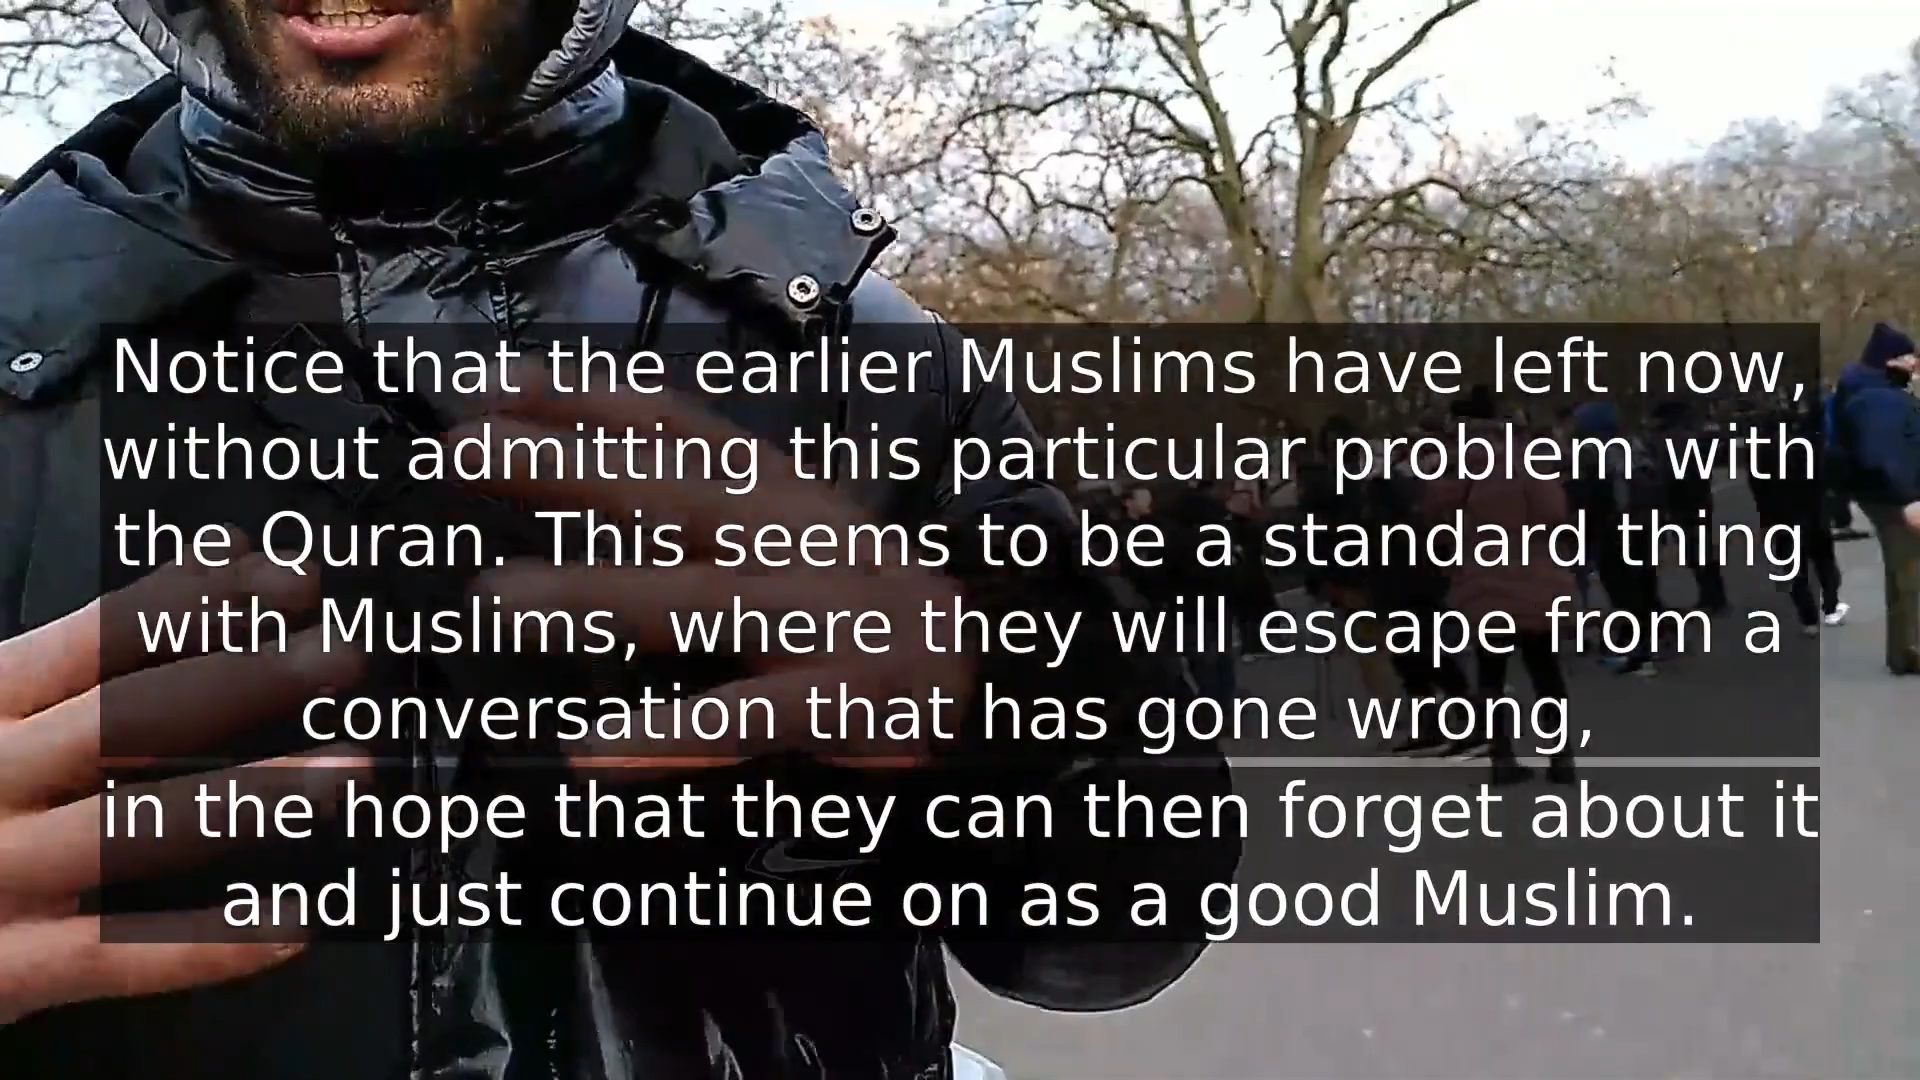 Notice that the earlier Muslims have left now,
without admitting this particular problem with
the Quran. This seems to be a standard thing
with Muslims, where they will escape from a
conversation that has gone wrong,
in the hope that they can then forget about it
and just continue on as a good Muslim.